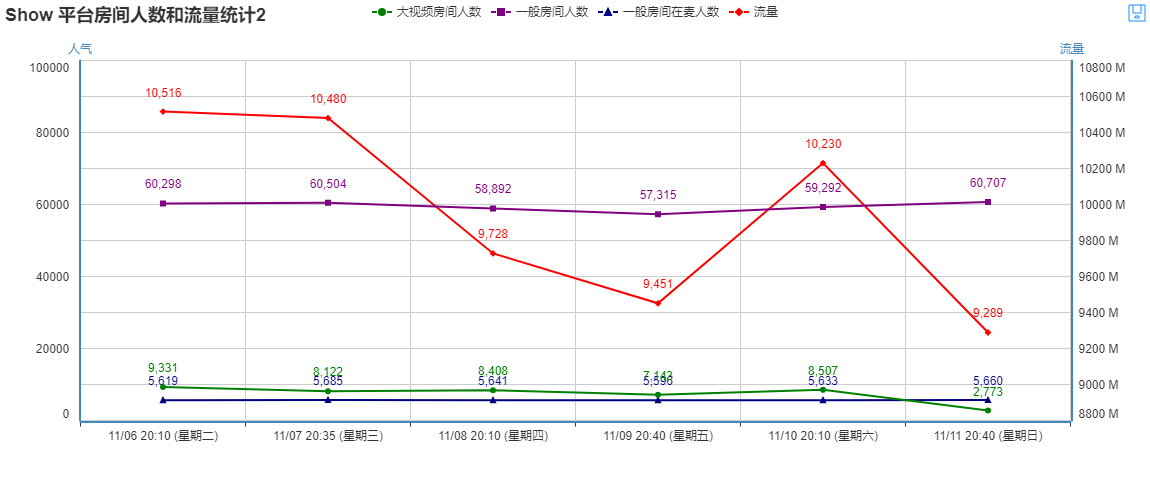 Show 平台房间人数和流量统计2
大视频房间人数 一般房间人数 一般房间在麦人数 流量
人气 流量
100000 10800 M
10,516 10,480
10600 M
80000 10400 M
10,230
10200 M
60,298 60,504 58,892 57,315 59,292 60,707
60000 10000 M
9,728
9800 M
40000 9600 M
9,451
9400 M
9,289
20000 9200 M
9,331 8,122 8,408 7,143 8,507
5,619 5,685 5,641 5,596 5,633 5,660
9000 M
2,773
0 8800 M
11/06 20:10 (星期二) 11/07 20:35 (星期三) 11/08 20:10 (星期四) 11/09 20:40 (星期五) 11/10 20:10 (星期六) 11/11 20:40 (星期日)